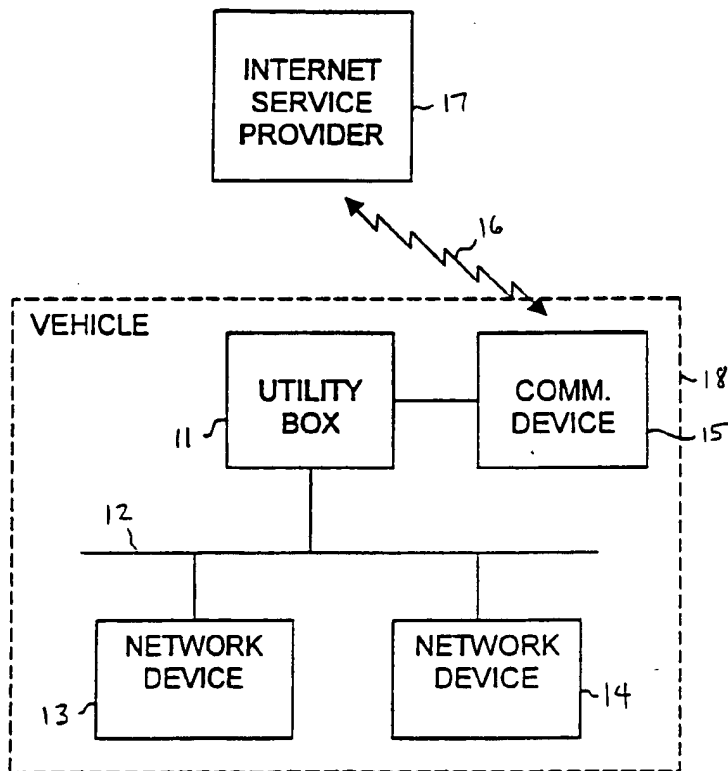 INTERNET
SERVICE
PROVIDER
17
16
VEHICLE
UTILITY
BOX
11
COMM.
DEVICE
18
15
12
NETWORK
DEVICE
13
NETWORK
DEVICE
14